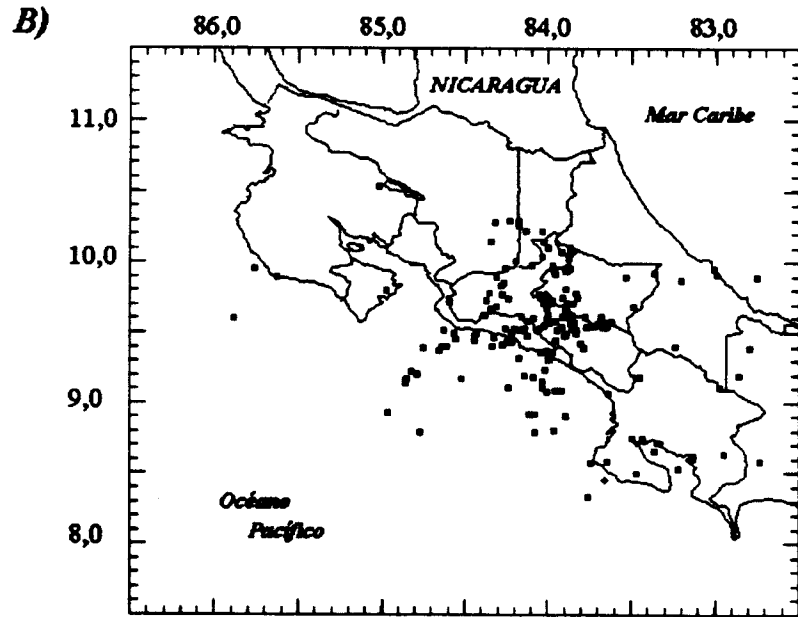 B)
86,0 85,0 84,0 83,0
NICARAGUA
Mar Caribe
11,0
10,0
9,0
8,0
Océano
Pacífico